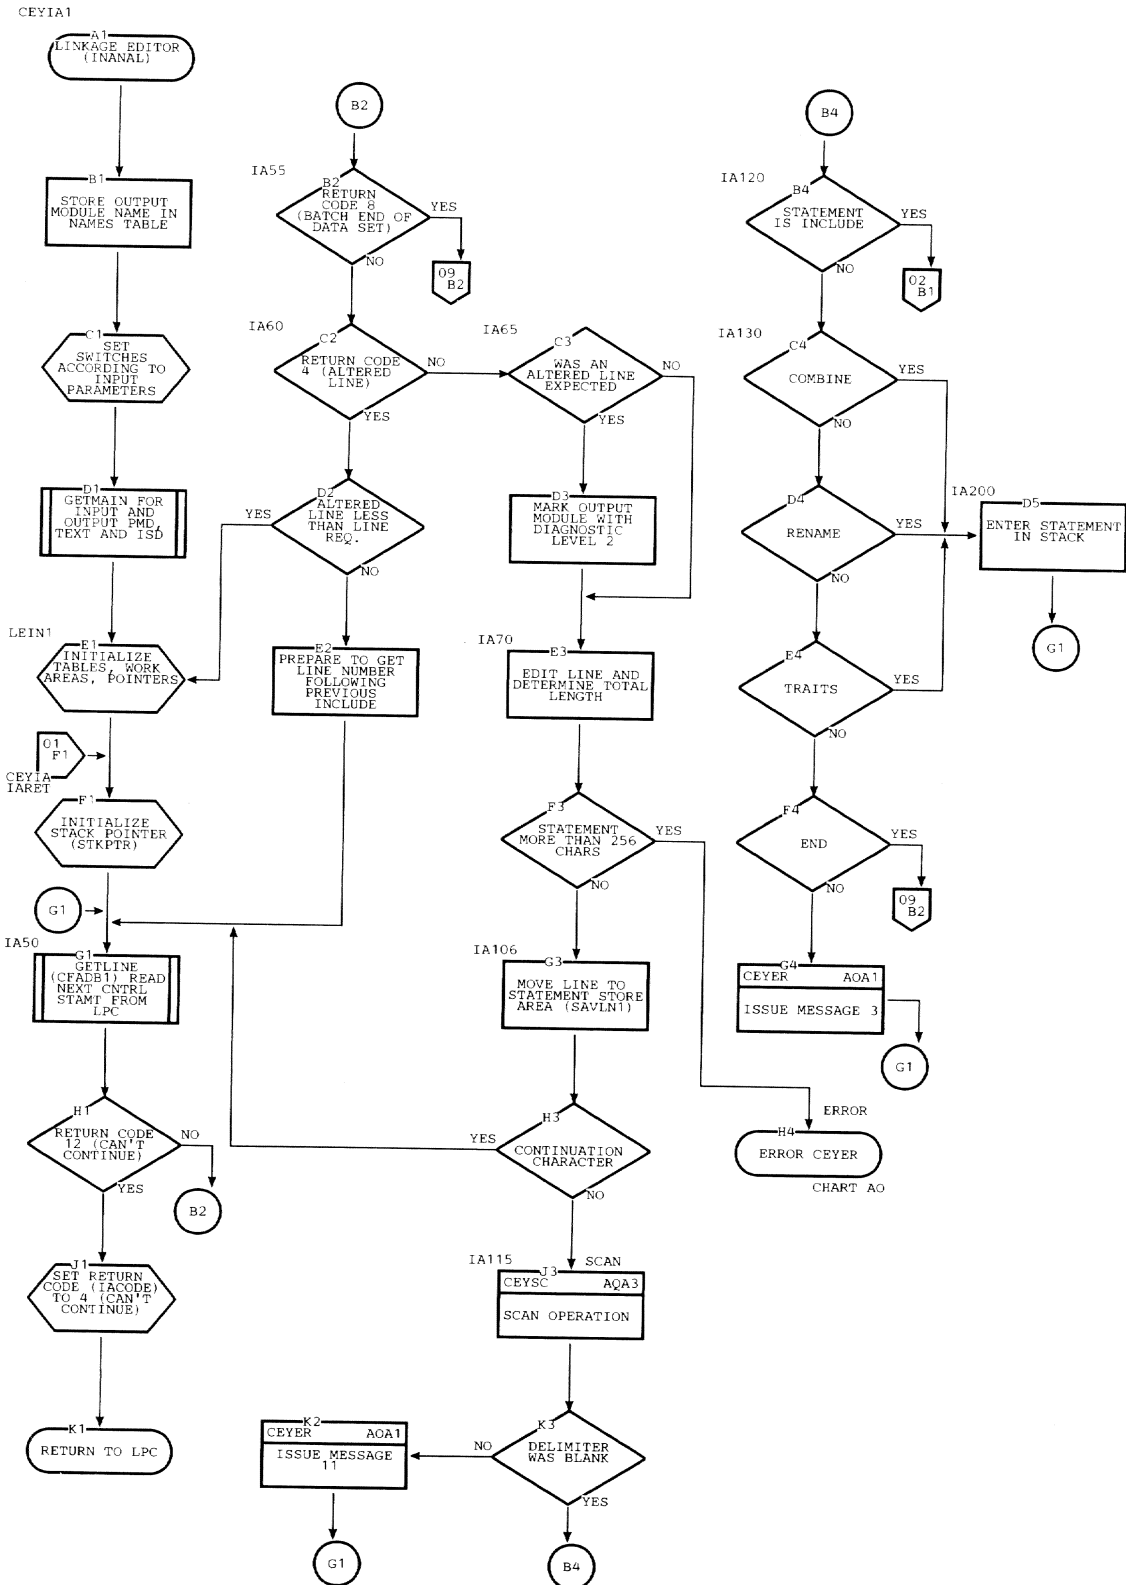 CEYIA1
A1
LINKAGE EDITOR
(INANAL)
B1
STORE OUTPUT
MODULE NAME IN
NAMES TABLE
C1
SET
SWITCHES
ACCORDING TO
INPUT
PARAMETERS
D1
GETMAIN FOR
INPUT AND
OUTPUT PMD,
TEXT AND ISD
LEIN1
E1
INITIALIZE
TABLES, WORK
AREAS, POINTERS
01
F1
CEYIA
IARET
F1
INITIALIZE
STACK POINTER
(STKPTR)
G1
IA50
G1
GETLINE
(CFADB1) READ
NEXT CNTRL
STAMT FROM
LPC
H1
RETURN CODE
12 (CAN'T
CONTINUE)
NO
YES
B2
J1
SET RETURN
CODE (IACODE)
TO 4 (CAN'T
CONTINUE)
K1
RETURN TO LPC
B2
IA55
B2
RETURN
CODE 8
(BATCH END OF
DATA SET)
YES
NO
09
B2
IA60
C2
RETURN CODE
4 (ALTERED
LINE)
NO
YES
D2
ALTERED
LINE LESS
THAN LINE
REQ.
YES
NO
E2
PREPARE TO GET
LINE NUMBER
FOLLOWING
PREVIOUS
INCLUDE
IA65
C3
WAS AN
ALTERED LINE
EXPECTED
NO
YES
D3
MARK OUTPUT
MODULE WITH
DIAGNOSTIC
LEVEL 2
IA70
E3
EDIT LINE AND
DETERMINE TOTAL
LENGTH
F3
STATEMENT
MORE THAN 256
CHARS
YES
NO
IA106
G3
MOVE LINE TO
STATEMENT STORE
AREA (SAVLN1)
H3
CONTINUATION
CHARACTER
YES
NO
IA115
SCAN
J3
CEYSC AQA3
SCAN OPERATION
K3
DELIMITER
WAS BLANK
NO
YES
K2
CEYER AOA1
ISSUE MESSAGE
11
G1
B4
B4
IA120
B4
STATEMENT
IS INCLUDE
YES
NO
02
B1
IA130
C4
COMBINE
YES
NO
D4
RENAME
YES
NO
IA200
D5
ENTER STATEMENT
IN STACK
G1
E4
TRAITS
YES
NO
F4
END
YES
NO
09
B2
G4
CEYER AOA1
ISSUE MESSAGE 3
G1
ERROR
H4
ERROR CEYER
CHART AO